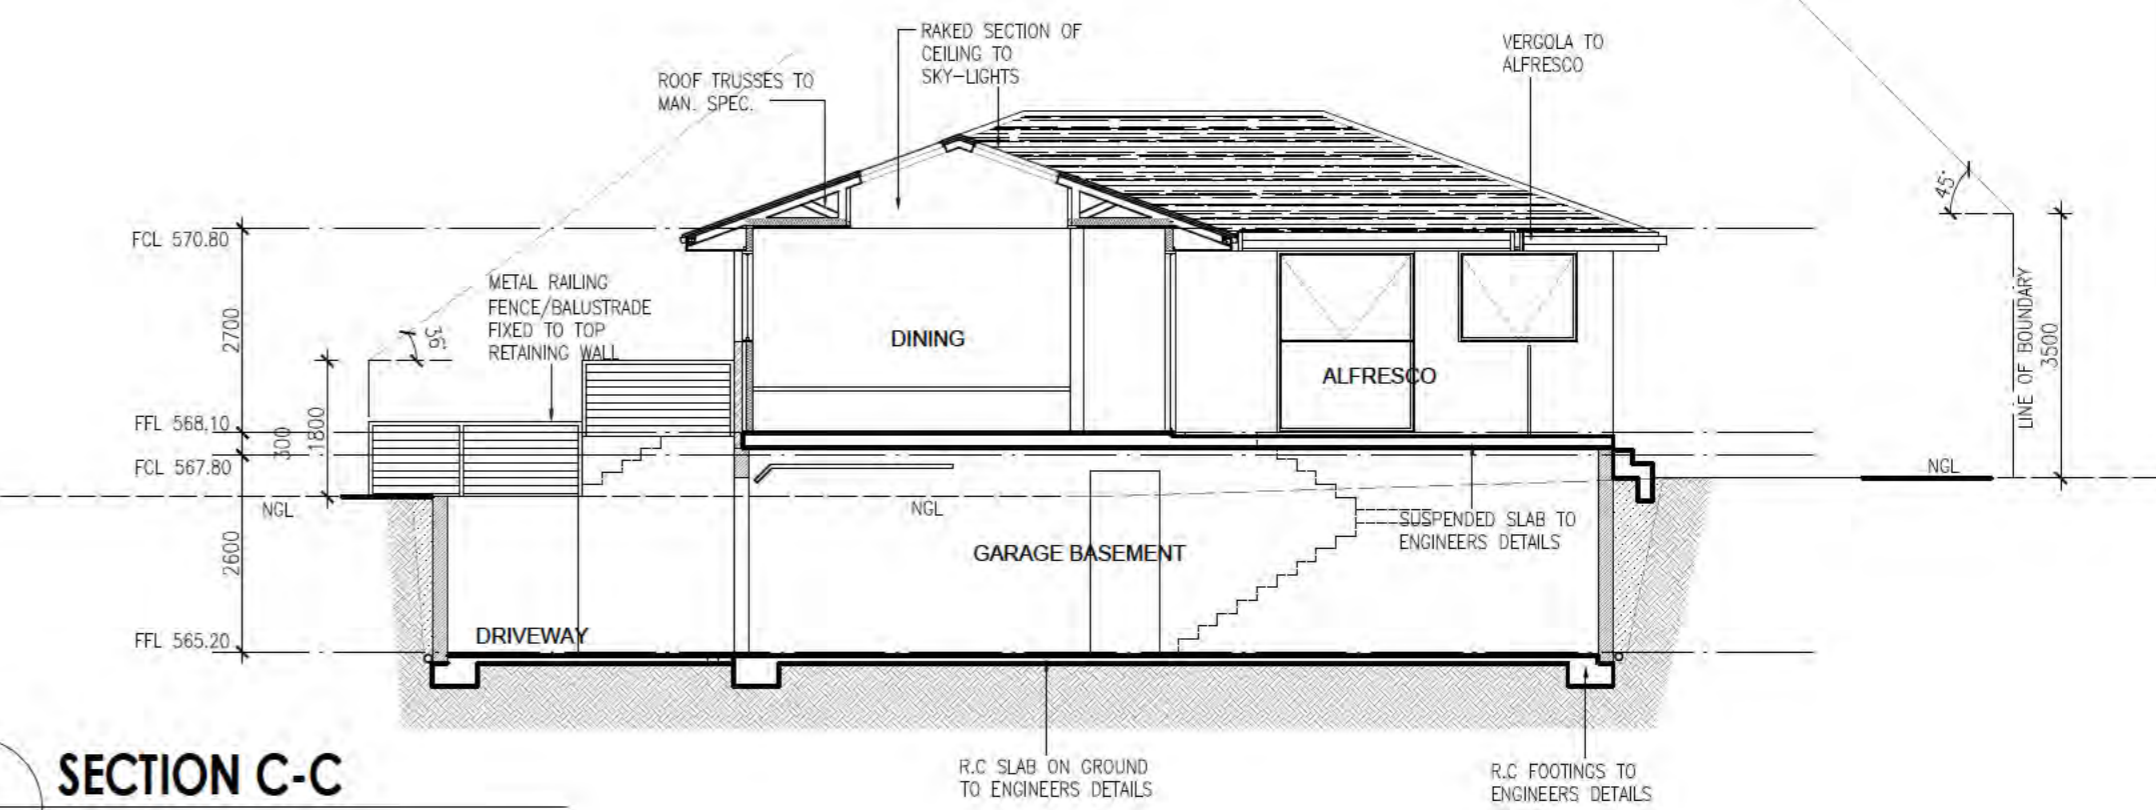 RAKED SECTION OF
CEILING TO
SKY-LIGHTS
VERGOLA TO
ALFRESCO
ROOF TRUSSES TO
MAN. SPEC.
45°
FCL 570.80
METAL RAILING
FENCE/BALUSTRADE
FIXED TO TOP
RETAINING WALL
36°
2700
DINING
ALFRESCO
LINE OF BOUNDARY
3500
FFL 568.10
300
1800
FCL 567.80
NGL
NGL
NGL
SUSPENDED SLAB TO
ENGINEERS DETAILS
2600
GARAGE BASEMENT
FFL 565.20
DRIVEWAY
R.C SLAB ON GROUND
TO ENGINEERS DETAILS
R.C FOOTINGS TO
ENGINEERS DETAILS
SECTION C-C